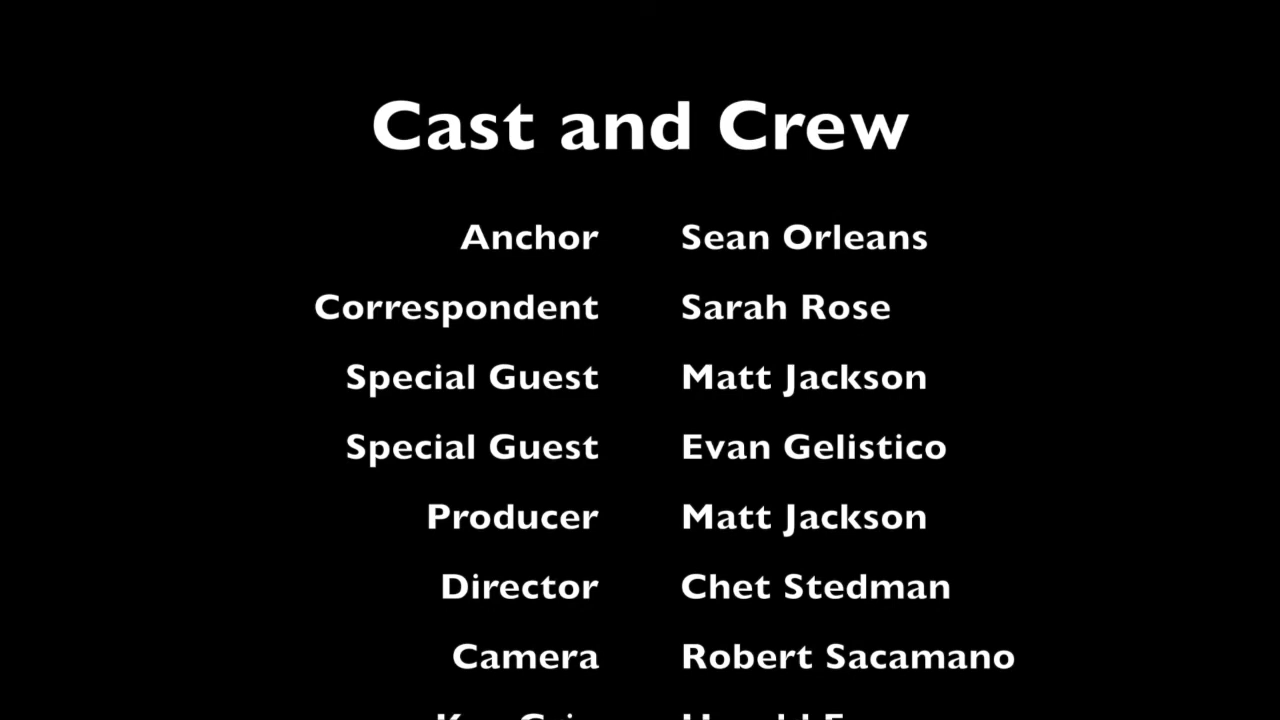 Cast and Crew
Anchor Sean Orleans
Correspondent Sarah Rose
Special Guest Matt Jackson
Special Guest Evan Gelistico
Producer Matt Jackson
Director Chet Stedman
Camera Robert Sacamano